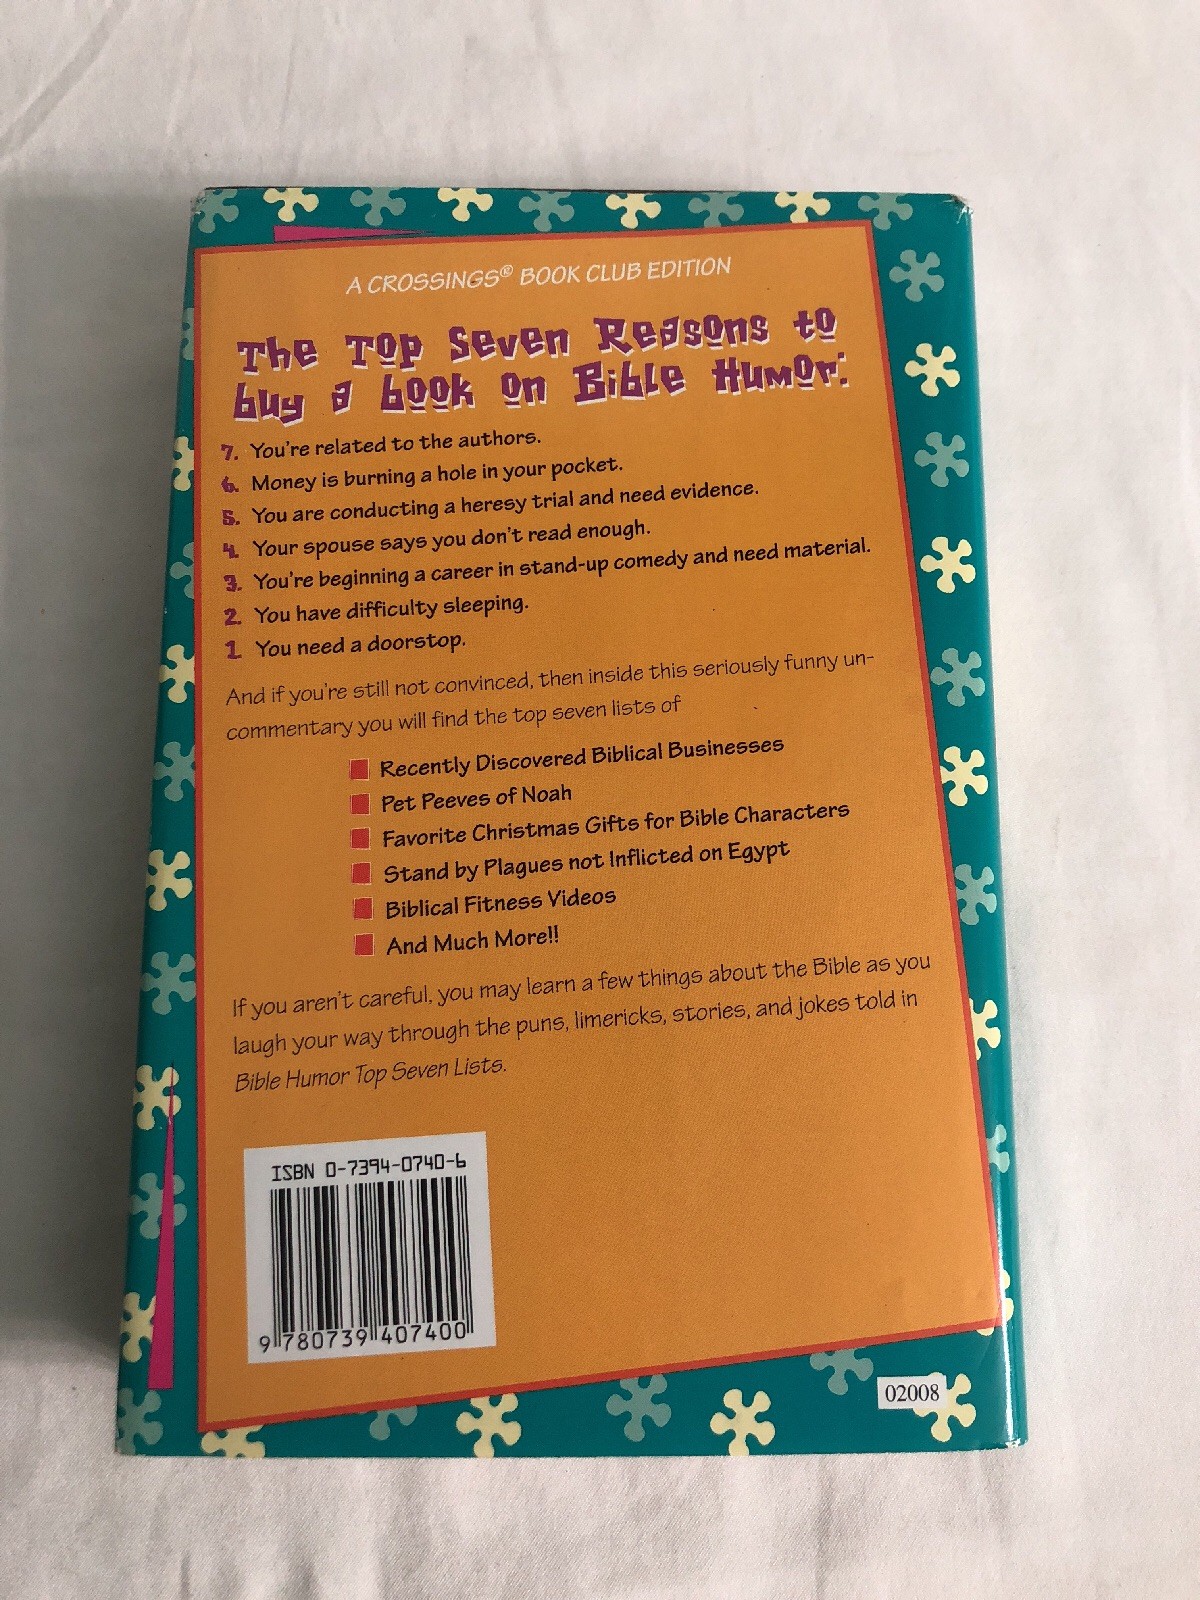 A CROSSINGS® BOOK CLUB EDITION
The Top Seven Reasons to
buy a book on Bible Humor:
7. You're related to the authors.
6. Money is burning a hole in your pocket.
5. You are conducting a heresy trial and need evidence.
4. Your spouse says you don't read enough.
3. You're beginning a career in stand-up comedy and need material.
2. You have difficulty sleeping.
1. You need a doorstop.
And if you're still not convinced, then inside this seriously funny un-
commentary you will find the top seven lists of
Recently Discovered Biblical Businesses
Pet Peeves of Noah
Favorite Christmas Gifts for Bible Characters
Stand by Plagues not Inflicted on Egypt
Biblical Fitness Videos
And Much More!!
If you aren't careful, you may learn a few things about the Bible as you
laugh your way through the puns, limericks, stories, and jokes told in
Bible Humor Top Seven Lists.
ISBN 0-7394-0740-6
9 780739 407400
02008